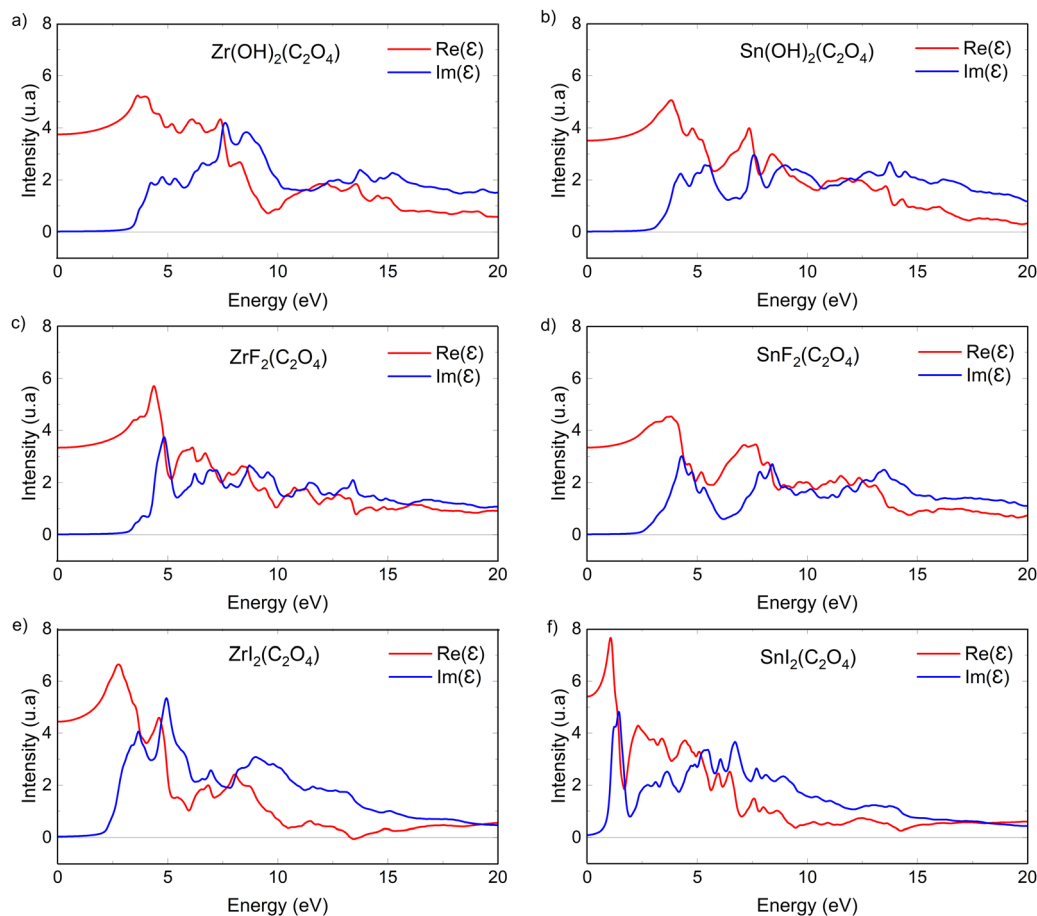 a)
Zr(OH)₂(C₂O₄)
Re(ℰ)
Im(ℰ)
Intensity (u.a)
8
6
4
2
0
0 5 10 15 20
Energy (eV)
b)
Sn(OH)₂(C₂O₄)
Re(ℰ)
Im(ℰ)
Intensity (u.a)
8
6
4
2
0
0 5 10 15 20
Energy (eV)
c)
ZrF₂(C₂O₄)
Re(ℰ)
Im(ℰ)
Intensity (u.a)
8
6
4
2
0
0 5 10 15 20
Energy (eV)
d)
SnF₂(C₂O₄)
Re(ℰ)
Im(ℰ)
Intensity (u.a)
8
6
4
2
0
0 5 10 15 20
Energy (eV)
e)
ZrI₂(C₂O₄)
Re(ℰ)
Im(ℰ)
Intensity (u.a)
8
6
4
2
0
0 5 10 15 20
Energy (eV)
f)
SnI₂(C₂O₄)
Re(ℰ)
Im(ℰ)
Intensity (u.a)
8
6
4
2
0
0 5 10 15 20
Energy (eV)